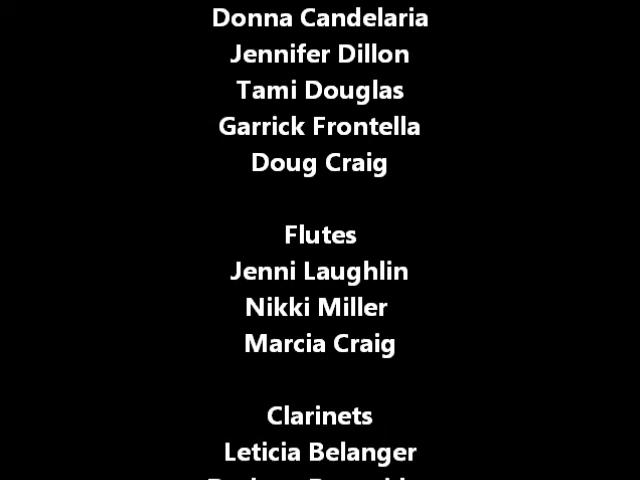 Donna Candelaria
Jennifer Dillon
Tami Douglas
Garrick Frontella
Doug Craig
Flutes
Jenni Laughlin
Nikki Miller
Marcia Craig
Clarinets
Leticia Belanger